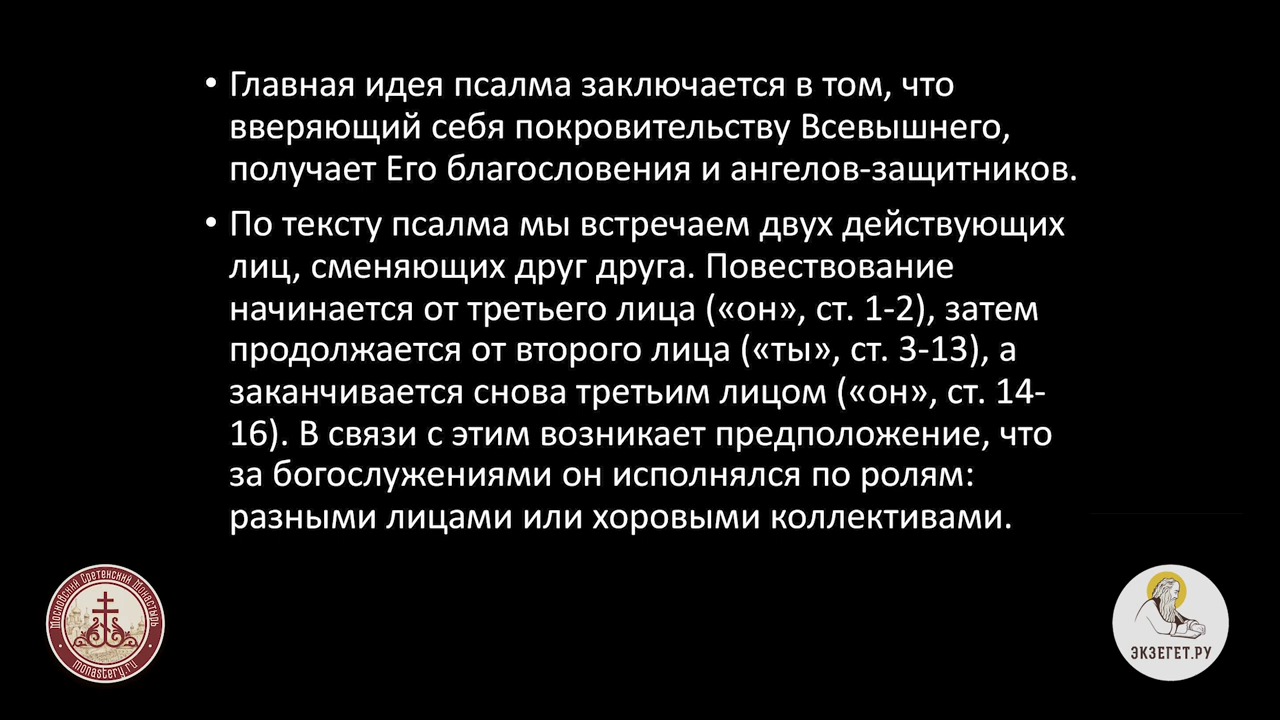 • Главная идея псалма заключается в том, что
вверяющий себя покровительству Всевышнего,
получает Его благословения и ангелов-защитников.
• По тексту псалма мы встречаем двух действующих
лиц, сменяющих друг друга. Повествование
начинается от третьего лица («он», ст. 1-2), затем
продолжается от второго лица («ты», ст. 3-13), а
заканчивается снова третьим лицом («он», ст. 14-
16). В связи с этим возникает предположение, что
за богослужениями он исполнялся по ролям:
разными лицами или хоровыми коллективами.
Московский Сретенский Монастырь
monastery.ru
ЭКЗЕГЕТ.РУ